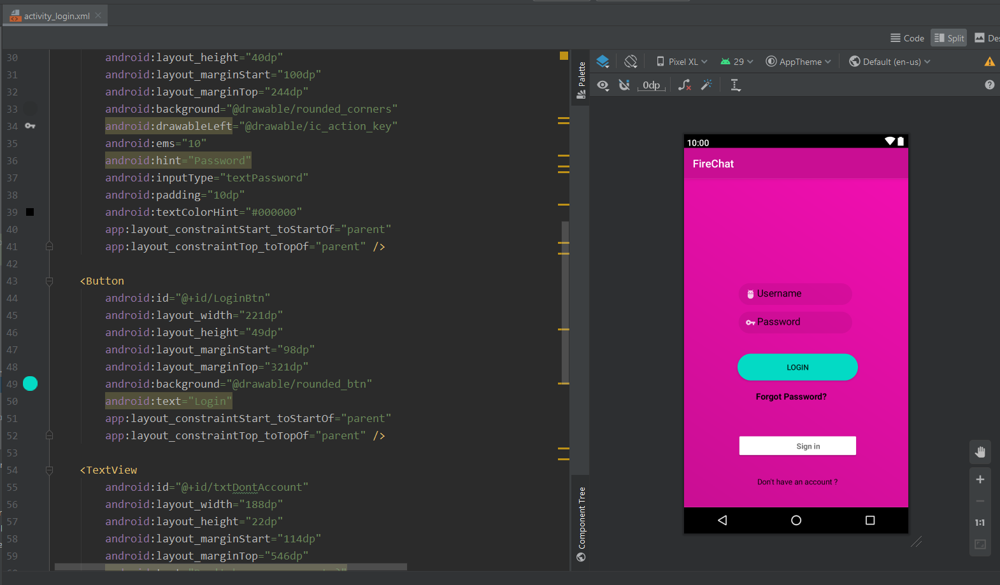 activity_login.xml
Code Split
30 android:layout_height="40dp"
31 android:layout_marginStart="100dp"
32 android:layout_marginTop="244dp"
33 android:background="@drawable/rounded_corners"
34 android:drawableLeft="@drawable/ic_action_key"
35 android:ems="10"
36 android:hint="Password"
37 android:inputType="textPassword"
38 android:padding="10dp"
39 android:textColorHint="#000000"
40 app:layout_constraintStart_toStartOf="parent"
41 app:layout_constraintTop_toTopOf="parent" />
42
43 <Button
44 android:id="@+id/LoginBtn"
45 android:layout_width="221dp"
46 android:layout_height="49dp"
47 android:layout_marginStart="98dp"
48 android:layout_marginTop="321dp"
49 android:background="@drawable/rounded_btn"
50 android:text="Login"
51 app:layout_constraintStart_toStartOf="parent"
52 app:layout_constraintTop_toTopOf="parent" />
53
54 <TextView
55 android:id="@+id/txtDontAccount"
56 android:layout_width="188dp"
57 android:layout_height="22dp"
58 android:layout_marginStart="114dp"
59 android:layout_marginTop="546dp"
Palette
Component Tree
Pixel XL 29 AppTheme Default (en-us)
0dp
10:00
FireChat
Username
Password
LOGIN
Forgot Password?
Sign in
Don't have an account ?
1:1